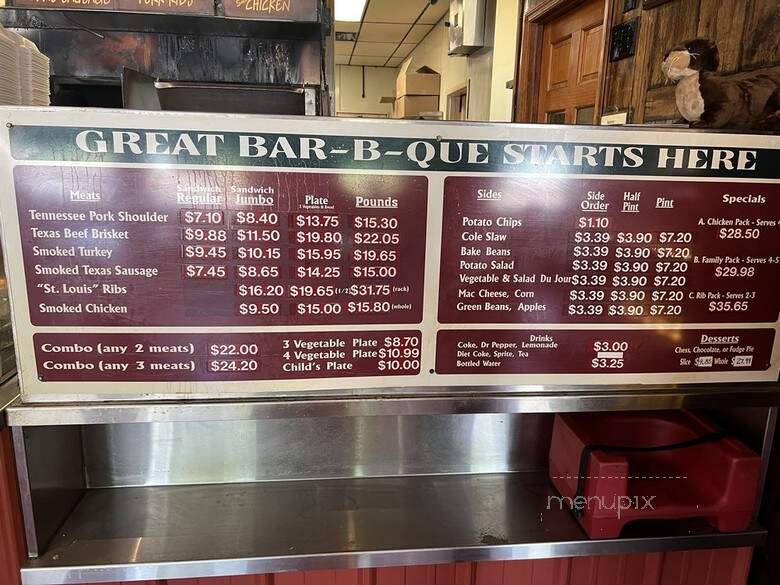 CHICKEN
GREAT BAR-B-QUE STARTS HERE
Meats Sandwich Regular Sandwich Jumbo Plate Pounds
1 Vegetables & Bread
Tennessee Pork Shoulder $7.10 $8.40 $13.75 $15.30
Texas Beef Brisket $9.88 $11.50 $19.80 $22.05
Smoked Turkey $9.45 $10.15 $15.95 $19.65
Smoked Texas Sausage $7.45 $8.65 $14.25 $15.00
"St. Louis" Ribs $16.20 $19.65 (1/2) $31.75 (rack)
Smoked Chicken $9.50 $15.00 $15.80 (whole)
Combo (any 2 meats) $22.00
Combo (any 3 meats) $24.20
3 Vegetable Plate $8.70
4 Vegetable Plate $10.99
Child's Plate $10.00
Sides Side Order Half Pint Pint
Potato Chips $1.10
Cole Slaw $3.39 $3.90 $7.20
Bake Beans $3.39 $3.90 $7.20
Potato Salad $3.39 $3.90 $7.20
Vegetable & Salad Du Jour $3.39 $3.90 $7.20
Mac Cheese, Corn $3.39 $3.90 $7.20
Green Beans, Apples $3.39 $3.90 $7.20
Specials
A. Chicken Pack - Serves
$28.50
B. Family Pack - Serves 4-5
$29.98
C. Rib Pack - Serves 2-3
$35.65
Drinks
Coke, Dr Pepper, Lemonade
Diet Coke, Sprite, Tea $3.00
Bottled Water $3.25
Desserts
Chess, Chocolate, or Fudge Pie
Slice Whole
menupix